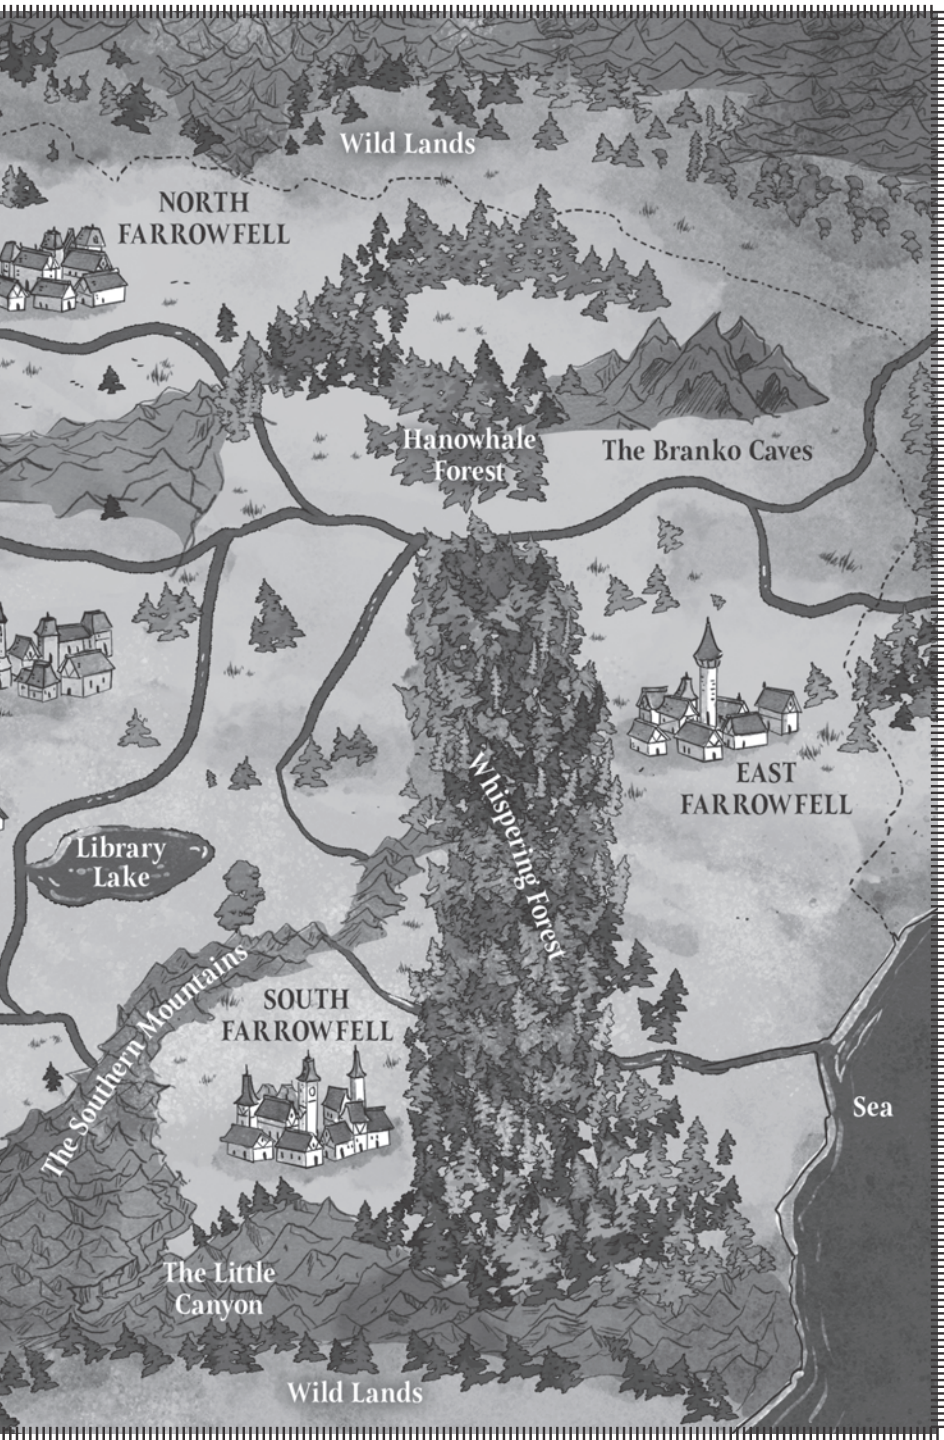 Wild Lands
NORTH
FARROWFELL
Hanowhale
Forest
The Branko Caves
Whispering Forest
EAST
FARROWFELL
Library
Lake
The Southern Mountains
SOUTH
FARROWFELL
Sea
The Little
Canyon
Wild Lands